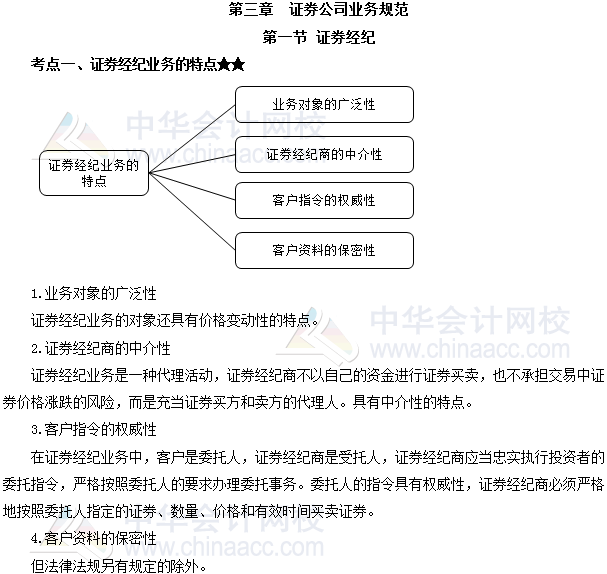 第三章 证券公司业务规范
第一节 证券经纪
考点一、证券经纪业务的特点★★
业务对象的广泛性
证券经纪商的中介性
证券经纪业务的
特点
客户指令的权威性
客户资料的保密性
1.业务对象的广泛性
证券经纪业务的对象还具有价格变动性的特点。
2.证券经纪商的中介性
证券经纪业务是一种代理活动，证券经纪商不以自己的资金进行证券买卖，也不承担交易中证
券价格涨跌的风险，而是充当证券买方和卖方的代理人。具有中介性的特点。
3.客户指令的权威性
在证券经纪业务中，客户是委托人，证券经纪商是受托人，证券经纪商应当忠实执行投资者的
委托指令，严格按照委托人的要求办理委托事务。委托人的指令具有权威性，证券经纪商必须严格
地按照委托人指定的证券、数量、价格和有效时间买卖证券。
4.客户资料的保密性
但法律法规另有规定的除外。
中华会计网校
www.chinaacc.com
中华会计网校
www.chinaacc.com
中华会计网校
www.chinaacc.com